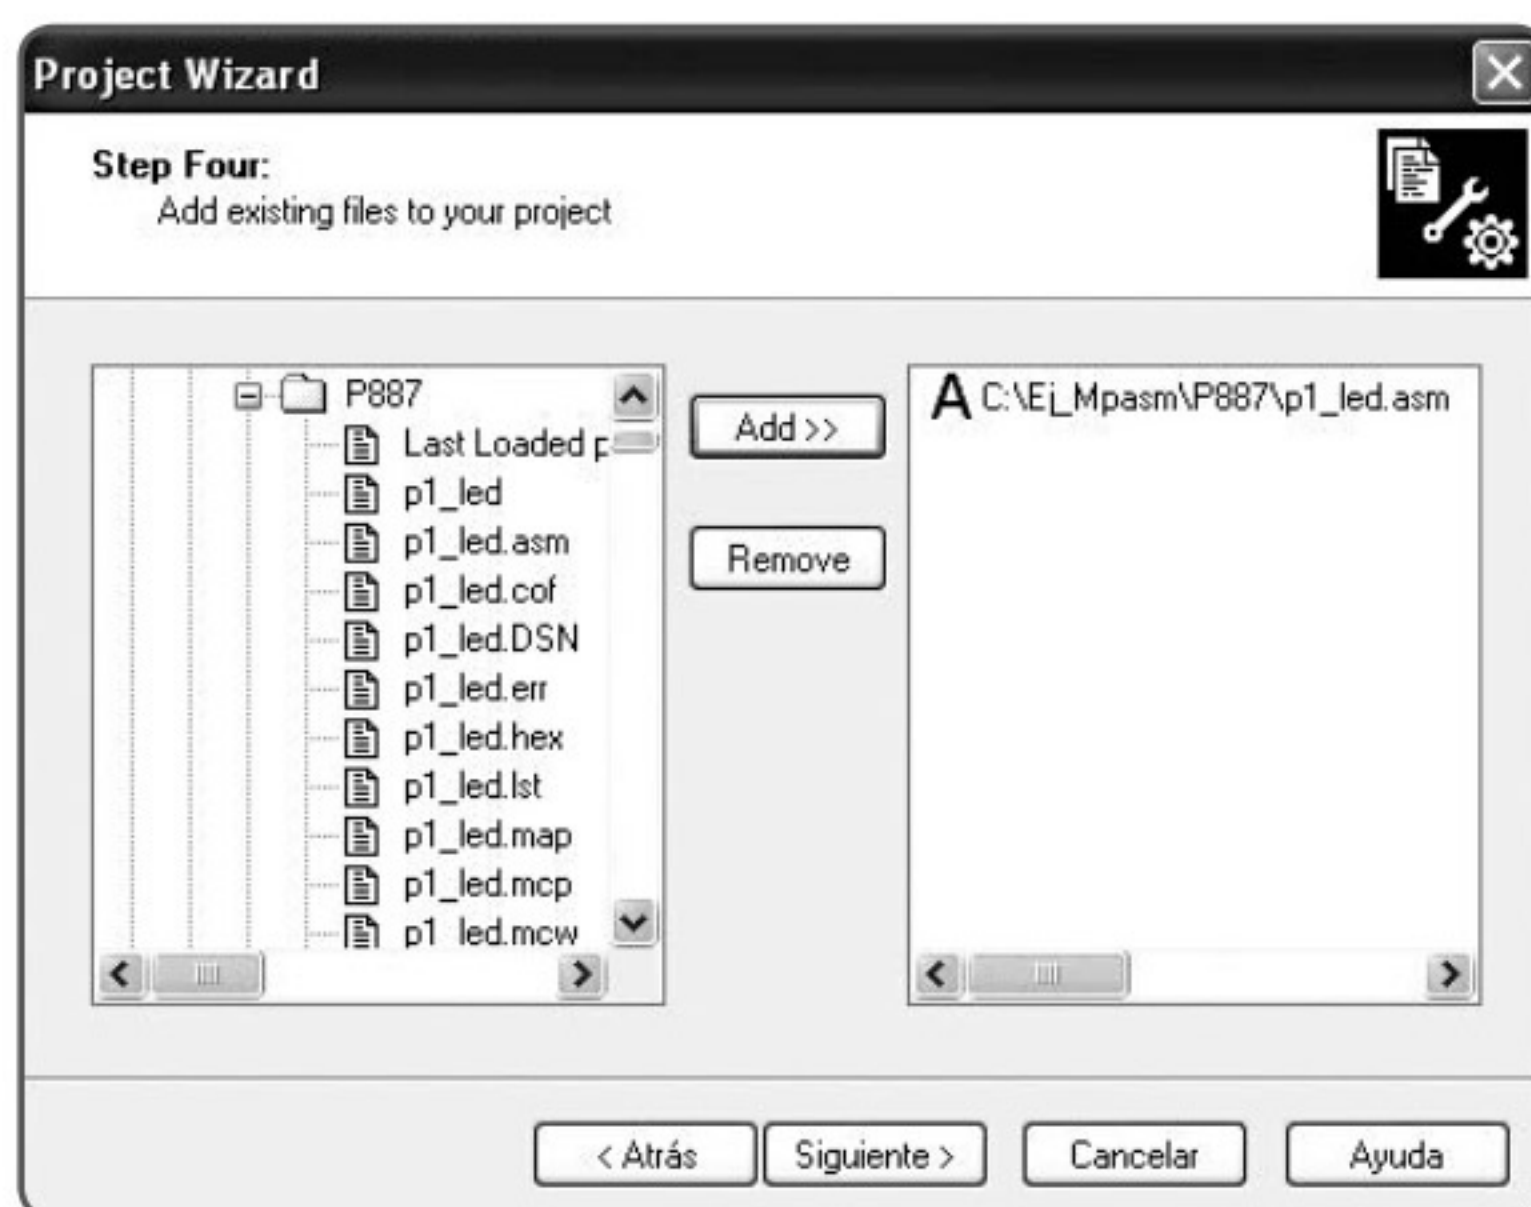 Project Wizard
Step Four:
Add existing files to your project
P887
Last Loaded p
p1_led
p1_led.asm
p1_led.cof
p1_led.DSN
p1_led.err
p1_led.hex
p1_led.lst
p1_led.map
p1_led.mcp
p1_led.mcw
Add >>
Remove
A C:\Ej_Mpasm\P887\p1_led.asm
< Atrás
Siguiente >
Cancelar
Ayuda